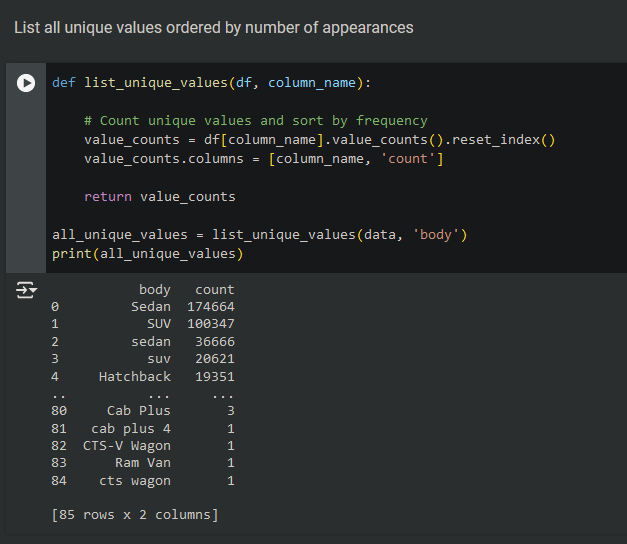 List all unique values ordered by number of appearances
def list_unique_values(df, column_name):
# Count unique values and sort by frequency
value_counts = df[column_name].value_counts().reset_index()
value_counts.columns = [column_name, 'count']
return value_counts
all_unique_values = list_unique_values(data, 'body')
print(all_unique_values)
body count
0 Sedan 174664
1 SUV 100347
2 sedan 36666
3 suv 20621
4 Hatchback 19351
.. ... ...
80 Cab Plus 3
81 cab plus 4 1
82 CTS-V Wagon 1
83 Ram Van 1
84 cts wagon 1
[85 rows x 2 columns]